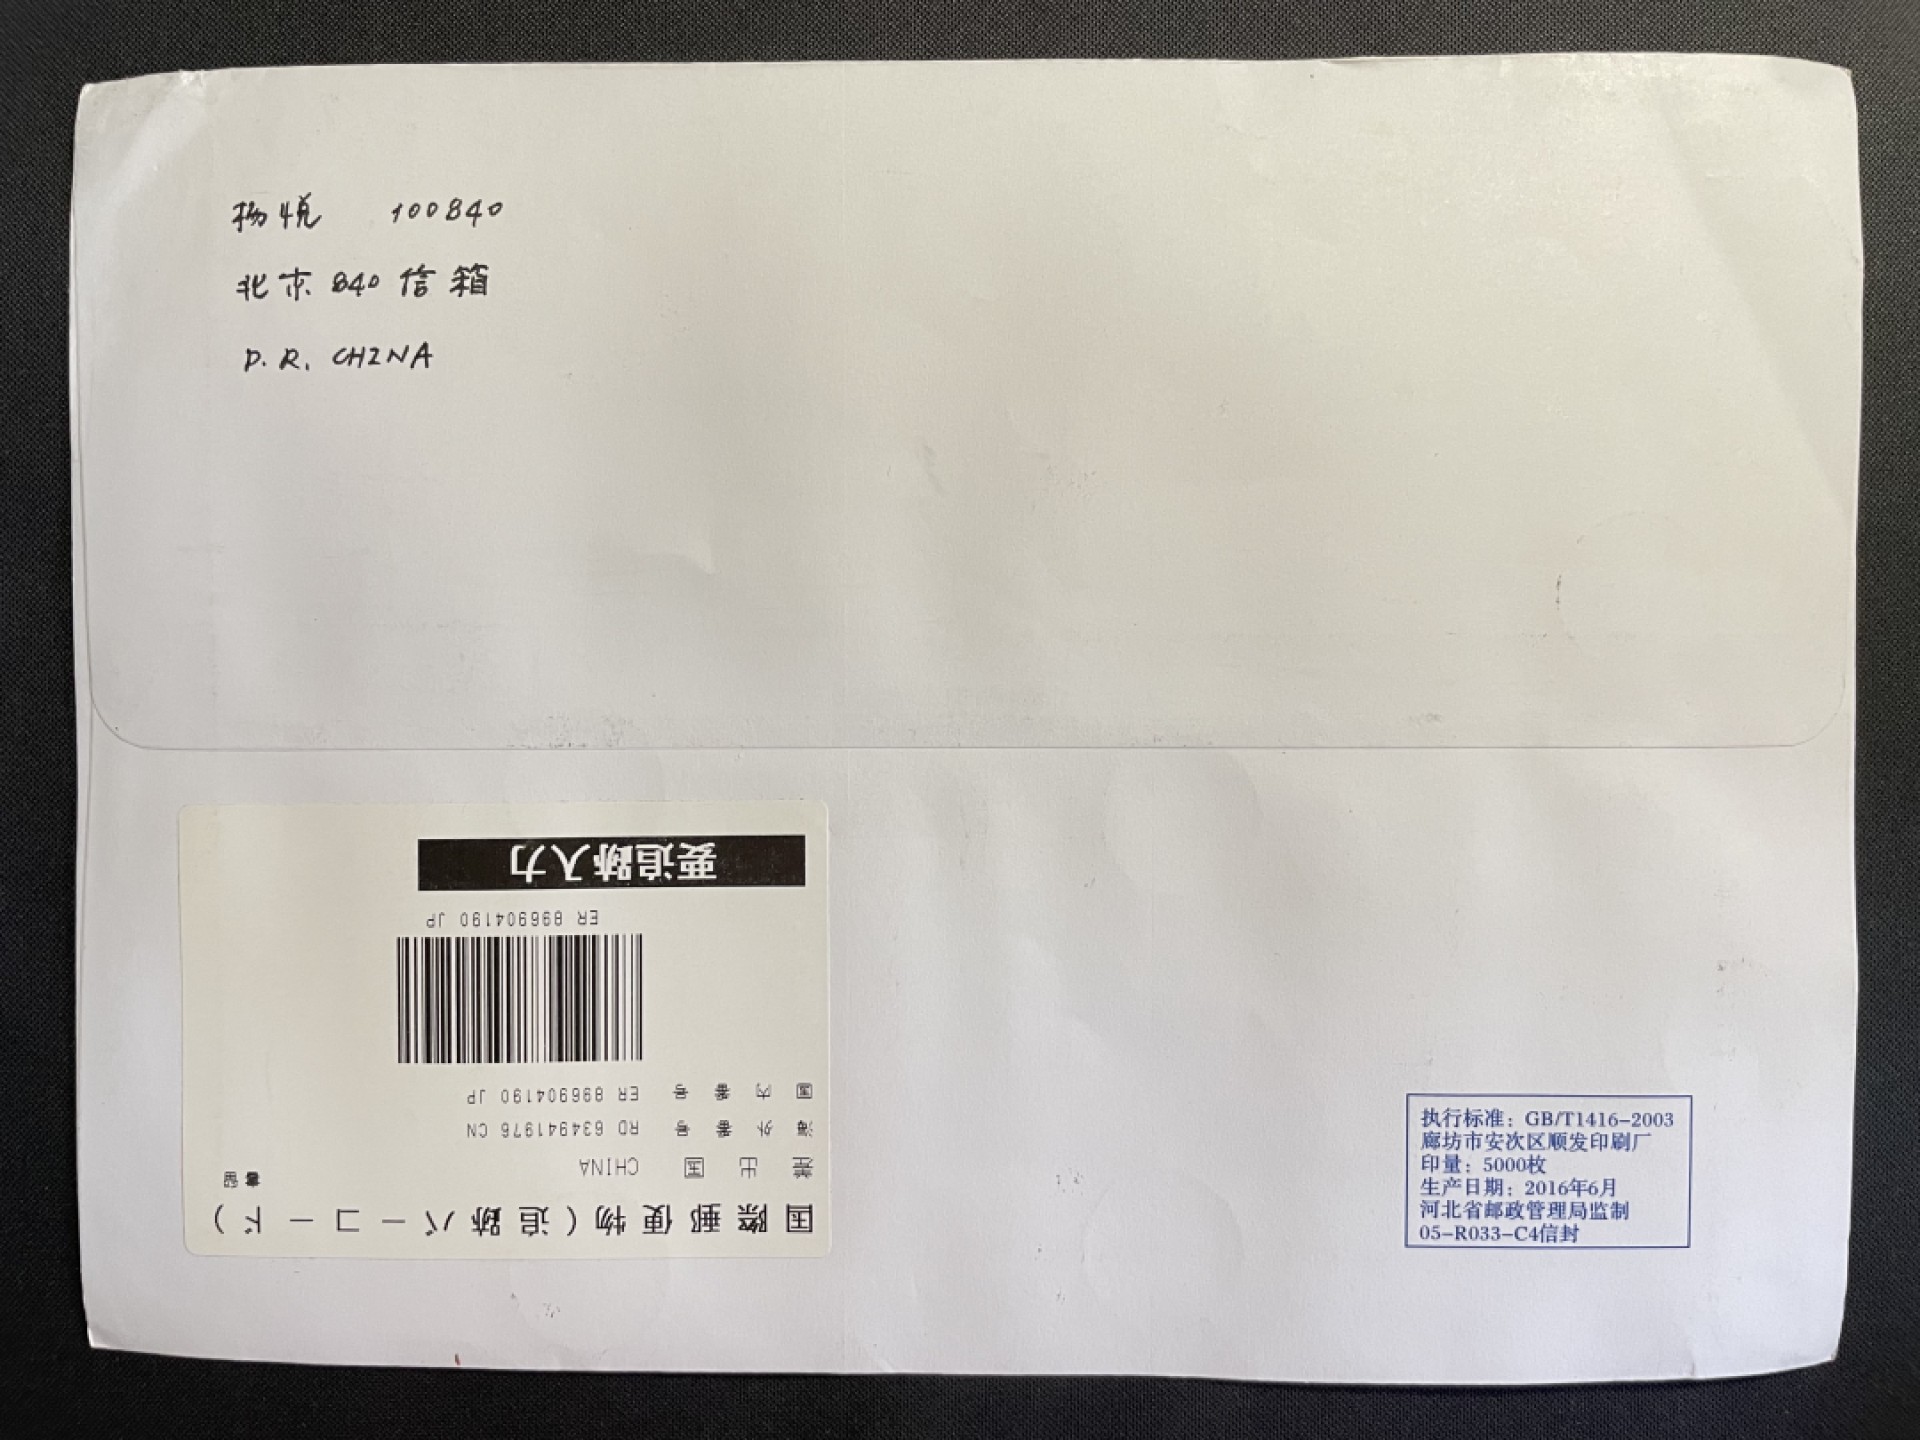 杨悦 100840
北京 840 信箱
P. R. CHINA
要追跡入力
ER 896904190 JP
国内番号 ER 896904190 JP
海外番号 RD 634941976 CN
差出国 CHINA
国際郵便物(追跡バーコード)
执行标准：GB/T1416-2003
廊坊市安次区顺发印刷厂
印量：5000枚
生产日期：2016年6月
河北省邮政管理局监制
05-R033-C4信封